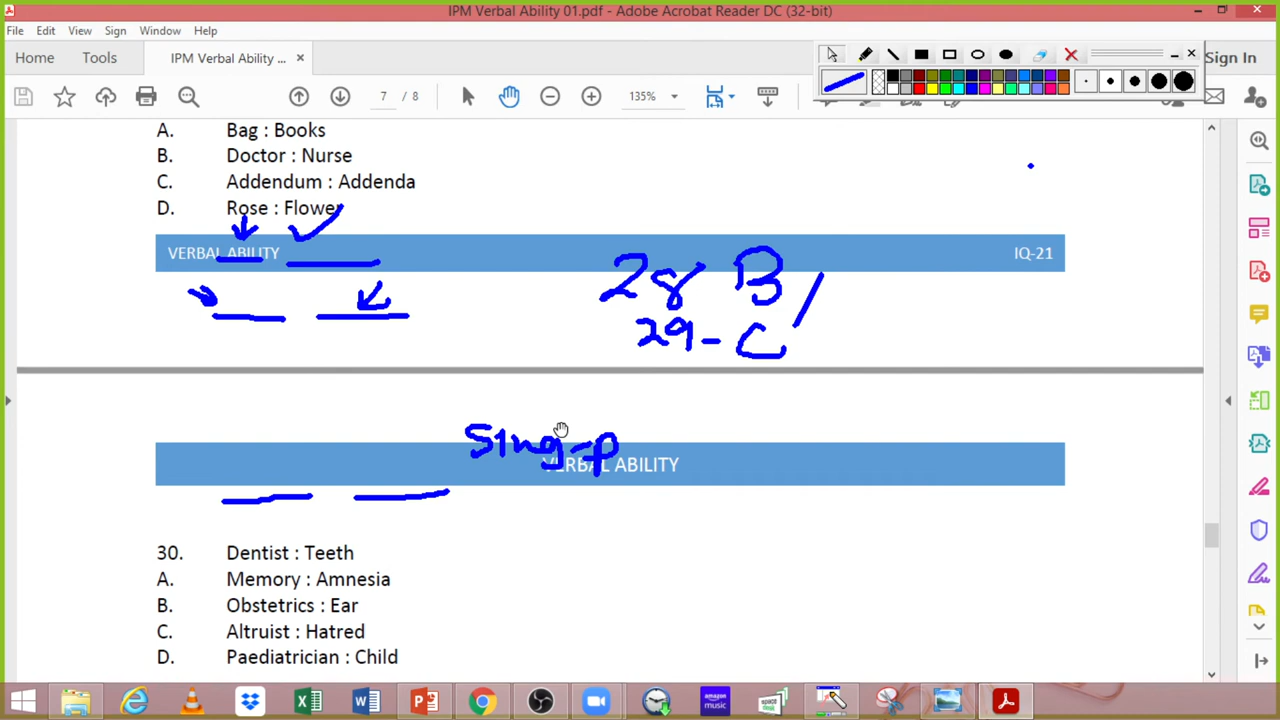 IPM Verbal Ability 01.pdf - Adobe Acrobat Reader DC (32-bit)
File Edit View Sign Window Help
Home Tools IPM Verbal Ability ... × Sign In
7 / 8 135%
A. Bag : Books
B. Doctor : Nurse
C. Addendum : Addenda
D. Rose : Flower
VERBAL ABILITY IQ-21
28 B
29 - C
Sing - p
VERBAL ABILITY
30. Dentist : Teeth
A. Memory : Amnesia
B. Obstetrics : Ear
C. Altruist : Hatred
D. Paediatrician : Child
amazon music